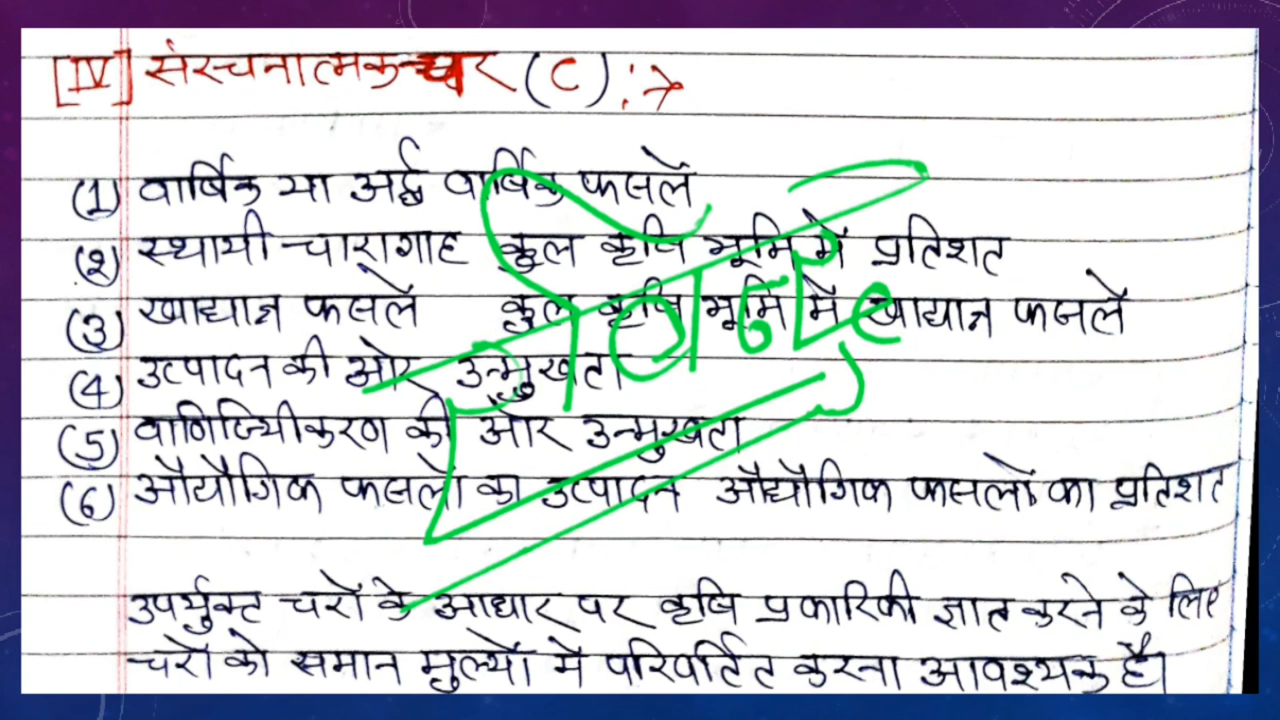 [IV] संरचनात्मक चर (C) :→
(1) वार्षिक या अर्द्ध वार्षिक फसलें
(2) स्थायी चारागाह कुल कृषि भूमि में प्रतिशत
(3) खाद्यान्न फसलें कुल कृषि भूमि में खाद्यान्न फसलें
(4) उत्पादन की ओर उन्मुखता
(5) वाणिज्यीकरण की ओर उन्मुखता
(6) औद्यौगिक फसलों का उत्पादन औद्यौगिक फसलों का प्रतिशत
उपर्युक्ट चरों के आधार पर कृषि प्रकारिकी ज्ञात करने के लिए
चरों को समान मुल्यों में परिवर्टित करना आवश्यक है।